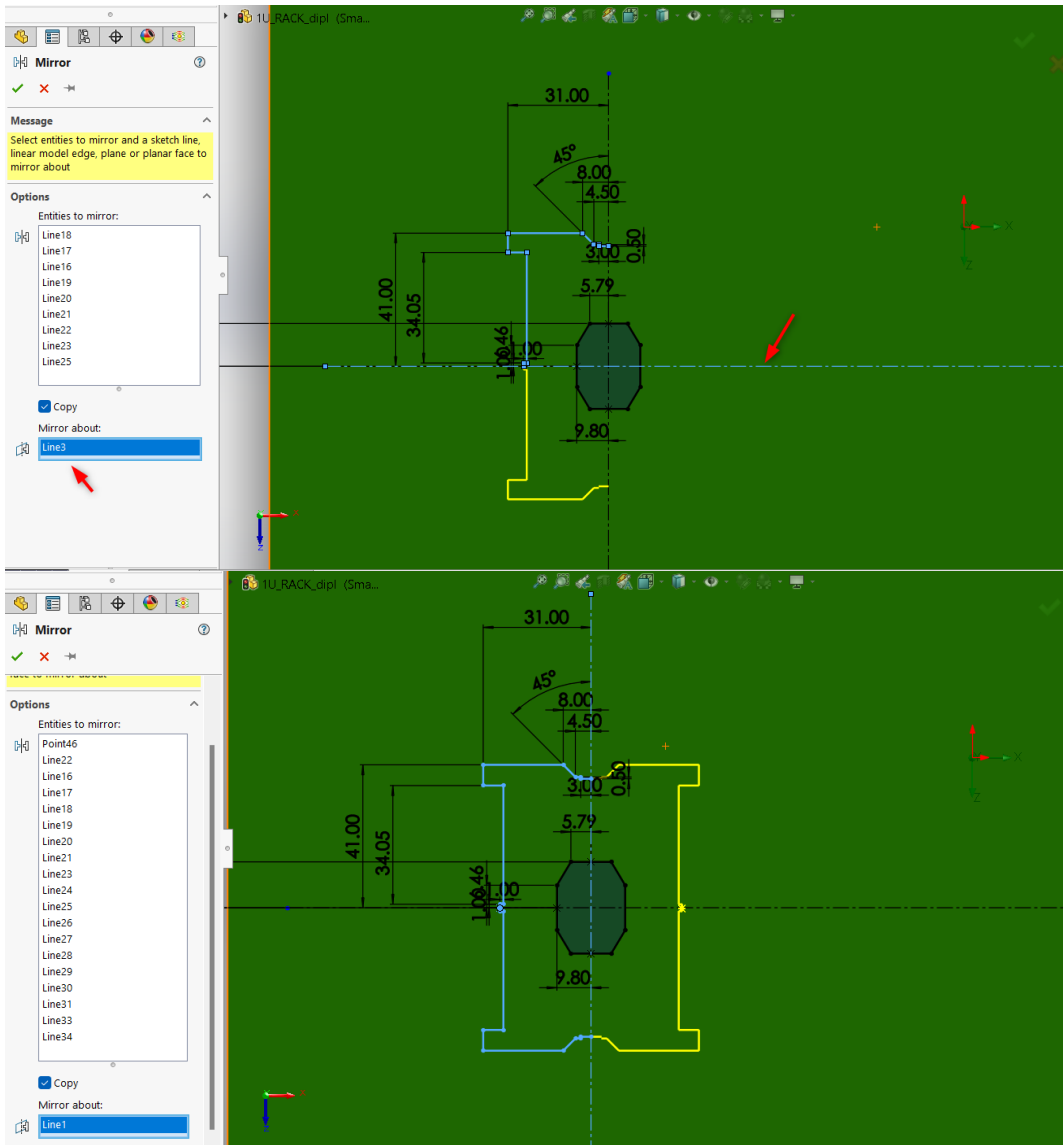 1U_RACK_dipl (Sma...
Mirror
Message
Select entities to mirror and a sketch line,
linear model edge, plane or planar face to
mirror about
Options
Entities to mirror:
Line18
Line17
Line16
Line19
Line20
Line21
Line22
Line23
Line25
Copy
Mirror about:
Line3
31.00
45°
8.00
4.50
3.00
0.50
5.79
41.00
34.05
1.00
9.80
X
Z
Z
1U_RACK_dipl (Sma...
Mirror
Options
Entities to mirror:
Point46
Line22
Line16
Line17
Line18
Line19
Line20
Line21
Line23
Line24
Line25
Line26
Line27
Line28
Line29
Line30
Line31
Line33
Line34
Copy
Mirror about:
Line1
31.00
45°
8.00
4.50
3.00
0.50
5.79
41.00
34.05
1.00
9.80
X
Z